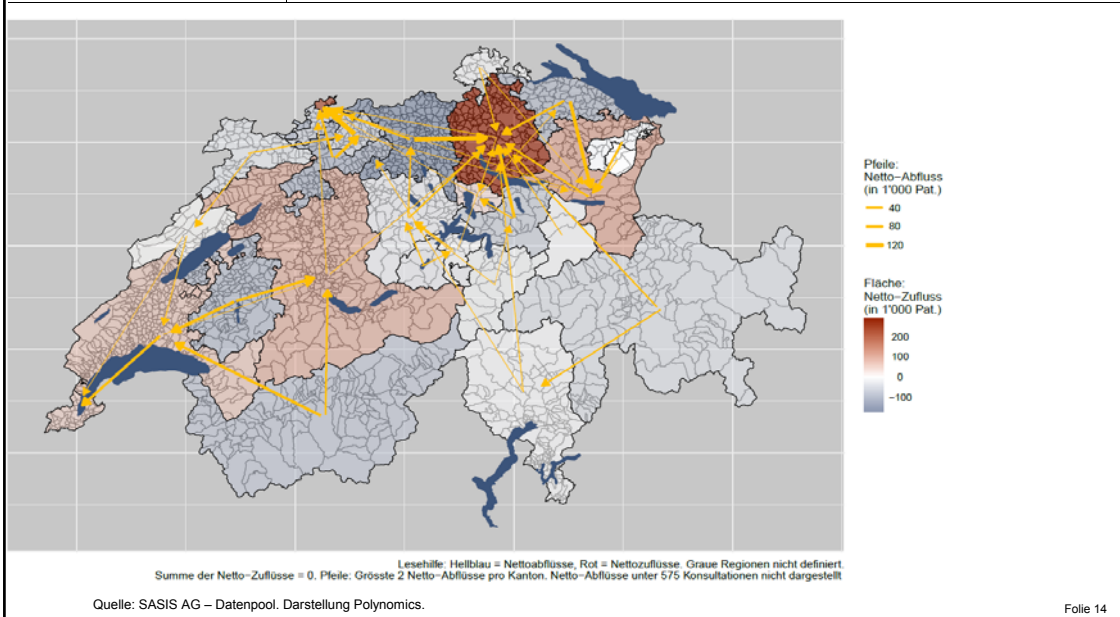 Pfeile:
Netto−Abfluss
(in 1'000 Pat.)
40
80
120
Fläche:
Netto−Zufluss
(in 1'000 Pat.)
200
100
0
−100
Lesehilfe: Hellblau = Nettoabflüsse, Rot = Nettozuflüsse. Graue Regionen nicht definiert.
Summe der Netto−Zuflüsse = 0. Pfeile: Grösste 2 Netto−Abflüsse pro Kanton. Netto−Abflüsse unter 575 Konsultationen nicht dargestellt
Quelle: SASIS AG – Datenpool. Darstellung Polynomics.
Folie 14